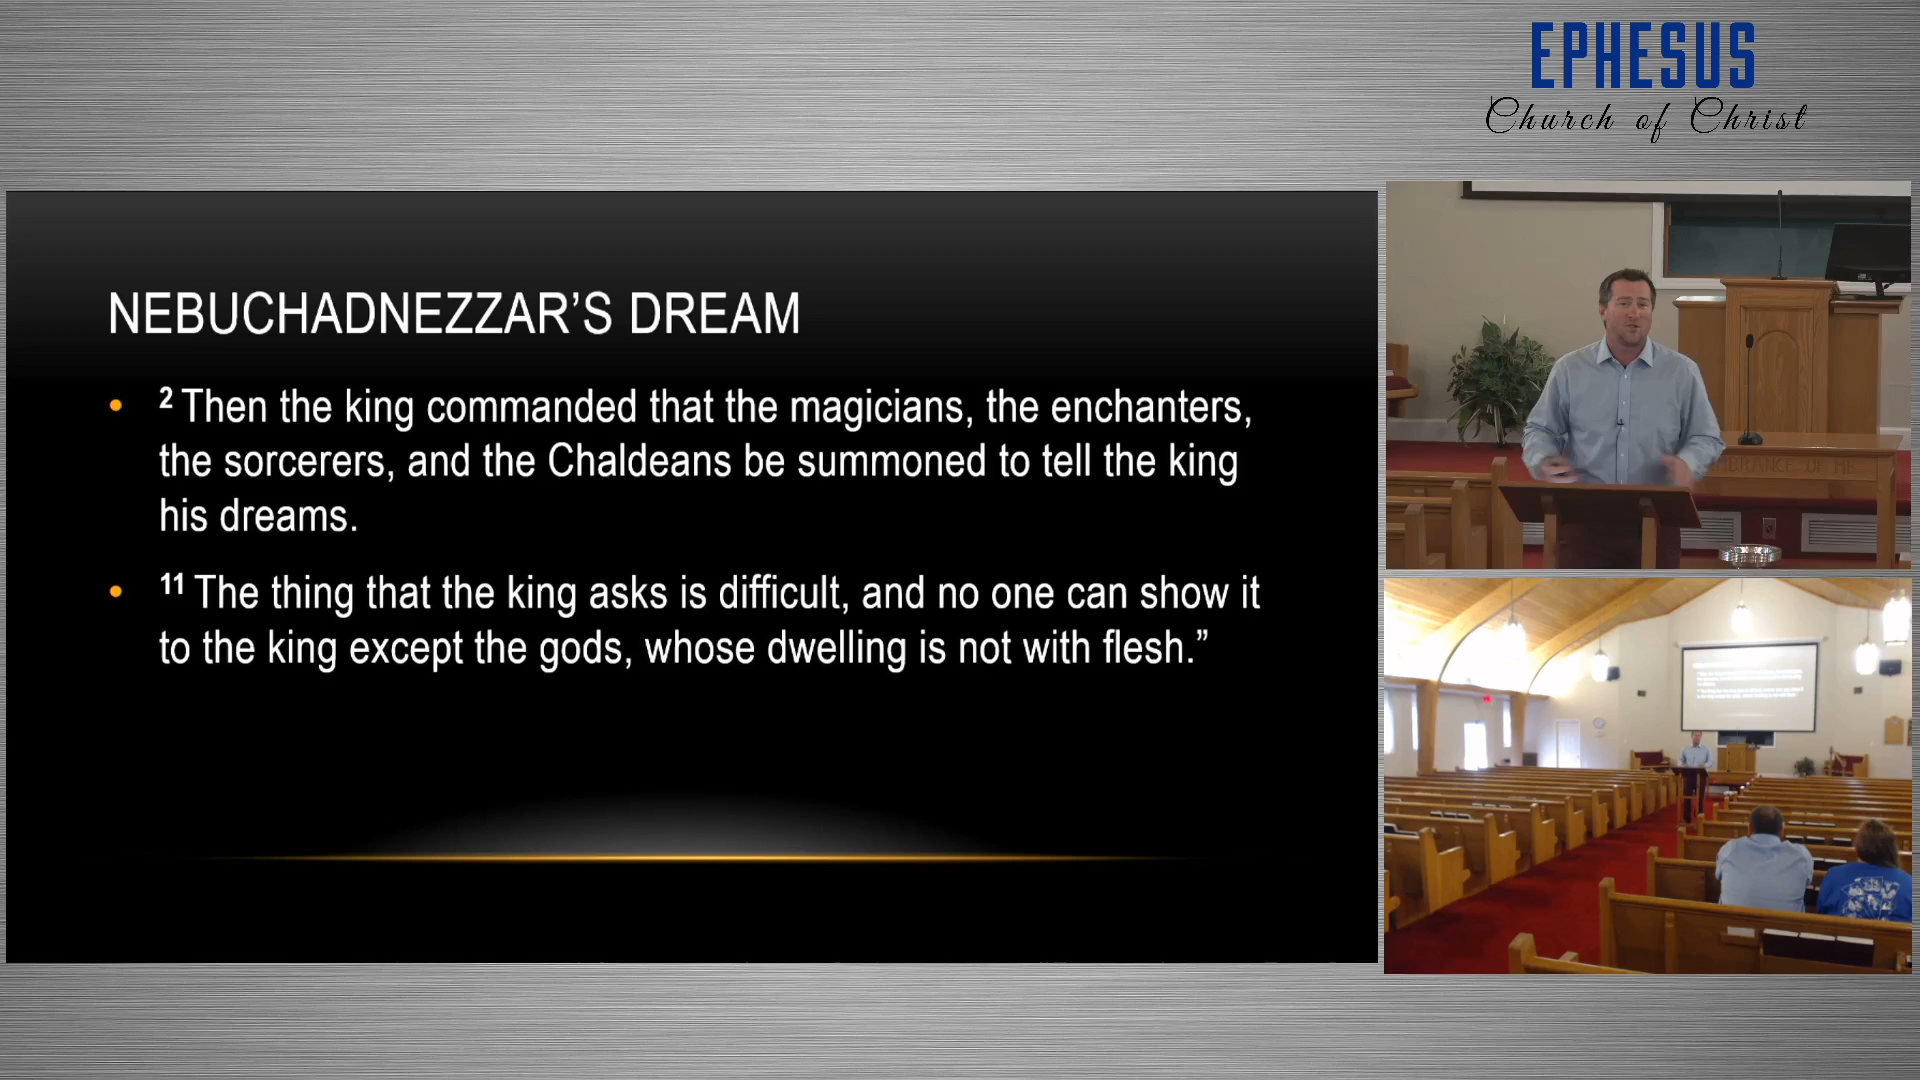 EPHESUS
Church of Christ
NEBUCHADNEZZAR’S DREAM
• 2 Then the king commanded that the magicians, the enchanters,
the sorcerers, and the Chaldeans be summoned to tell the king
his dreams.
• 11 The thing that the king asks is difficult, and no one can show it
to the king except the gods, whose dwelling is not with flesh.”
OF ME